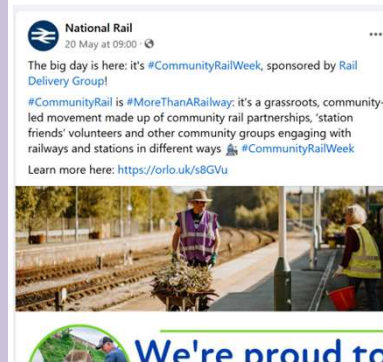 National Rail
20 May at 09:00 ·
The big day is here: it's #CommunityRailWeek, sponsored by Rail
Delivery Group!
#CommunityRail is #MoreThanARailway: it's a grassroots, community-
led movement made up of community rail partnerships, 'station
friends' volunteers and other community groups engaging with
railways and stations in different ways #CommunityRailWeek
Learn more here: https://orlo.uk/s8GVu
We're proud to